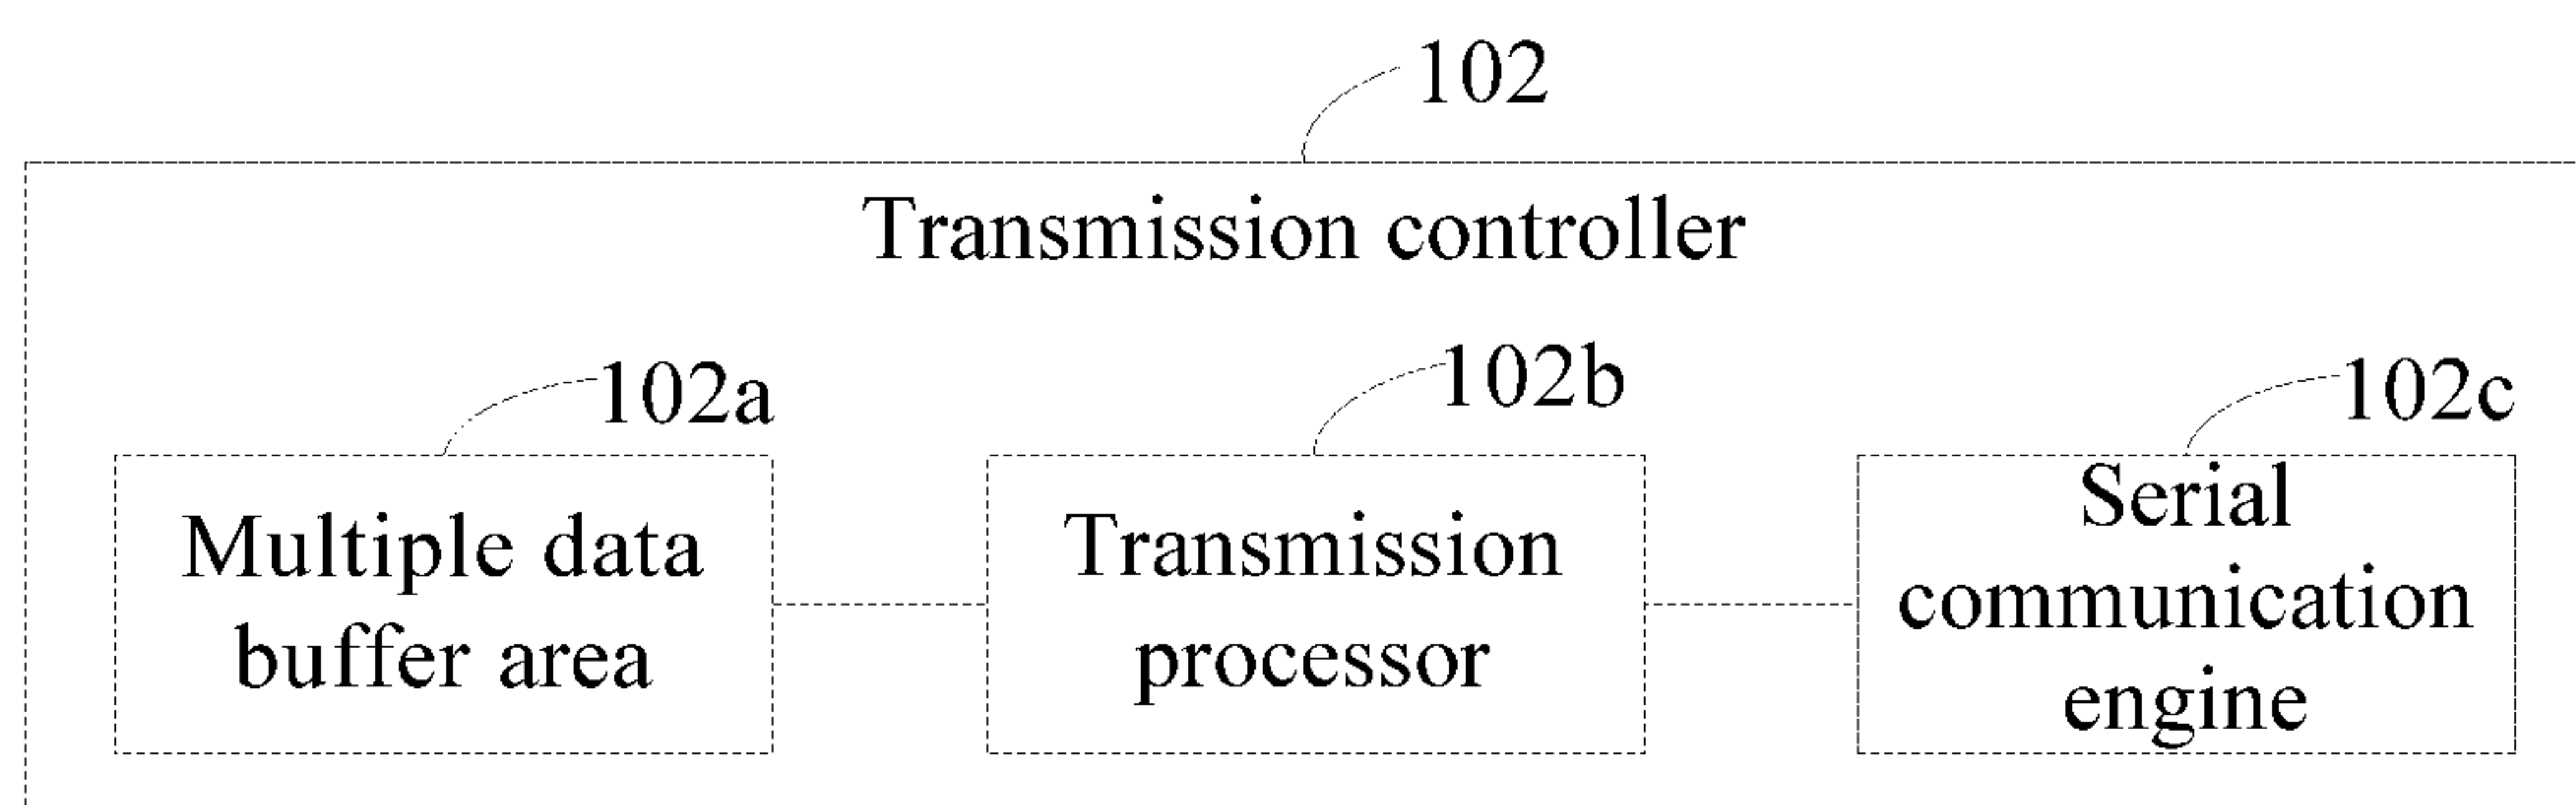 102
Transmission controller
102a
102b
102c
Multiple data
buffer area
Transmission
processor
Serial
communication
engine